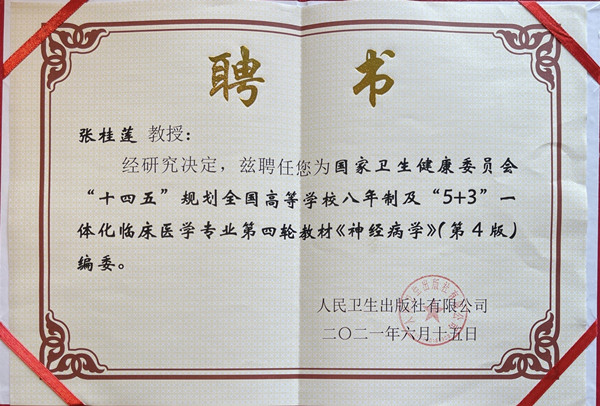 聘 书
张桂莲 教授：
经研究决定，兹聘任您为国家卫生健康委员会
“十四五”规划全国高等学校八年制及“5+3”一
体化临床医学专业第四轮教材《神经病学》（第4版）
编委。
人民卫生出版社有限公司
二〇二一年六月十五日